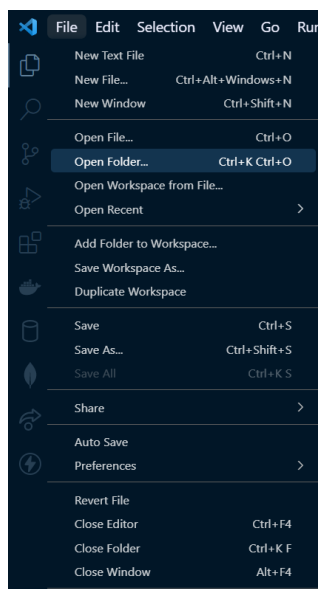 File Edit Selection View Go Run
New Text File Ctrl+N
New File... Ctrl+Alt+Windows+N
New Window Ctrl+Shift+N
Open File... Ctrl+O
Open Folder... Ctrl+K Ctrl+O
Open Workspace from File...
Open Recent
Add Folder to Workspace...
Save Workspace As...
Duplicate Workspace
Save Ctrl+S
Save As... Ctrl+Shift+S
Save All Ctrl+K S
Share
Auto Save
Preferences
Revert File
Close Editor Ctrl+F4
Close Folder Ctrl+K F
Close Window Alt+F4